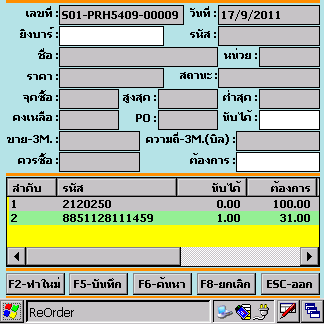 เลขที่: S01-PRH5409-00009 วันที่: 17/9/2011
ยิงบาร์: รหัส:
ชื่อ: หน่วย:
ราคา: สถานะ:
จุดซื้อ: สูงสุด: ต่ำสุด:
คงเหลือ: PO: ขึ้นได้:
ขาย-3M.: ความถี่-3M.(บิล):
ควรซื้อ: ต้องการ:
ลำดับ รหัส ขึ้นได้ ต้องการ
1 2120250 0.00 100.00
2 8851128111459 1.00 31.00
F2-ทำใหม่ F5-บันทึก F6-ค้นหา F8-ยกเลิก ESC-ออก
ReOrder